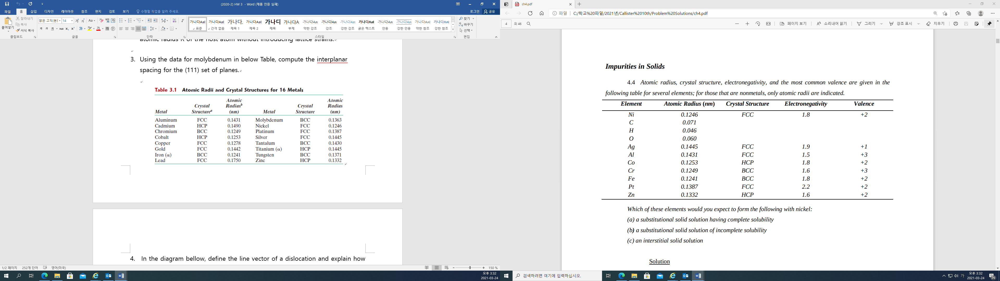 (2020-2) HW 3 - Word (제품 인증 실패)
파일 홈 삽입 디자인 레이아웃 참조 편지 검토 보기 수행할 작업을 알려 주세요. 로그인 공유
붙여넣기
잘라내기
복사
서식 복사
클립보드
맑은 고딕(본 14
글꼴
단락
가나다AaE 가나다AaE 가나다. 가나다AaE 가나디 가나다A 가나다Aa 가나다Aa 가나다Aa 가나다Aa 가나다Aa 가나다Aa 가나다AaE 가나다AAI
표준 간격 없음 제목 1 제목 2 제목 부제 약한 강조 강조 강한 강조 굵은 텍스트 인용 강한 인용 약한 참조 강한 참조
스타일
찾기
바꾸기
선택
편집
atomic radius R of the host atom without introducing lattice strains.
3. Using the data for molybdenum in below Table, compute the interplanar
spacing for the (111) set of planes.
Table 3.1 Atomic Radii and Crystal Structures for 16 Metals
Metal Crystal Structureᵃ Atomic Radiusᵇ (nm) Metal Crystal Structure Atomic Radius (nm)
Aluminum FCC 0.1431 Molybdenum BCC 0.1363
Cadmium HCP 0.1490 Nickel FCC 0.1246
Chromium BCC 0.1249 Platinum FCC 0.1387
Cobalt HCP 0.1253 Silver FCC 0.1445
Copper FCC 0.1278 Tantalum BCC 0.1430
Gold FCC 0.1442 Titanium (α) HCP 0.1445
Iron (α) BCC 0.1241 Tungsten BCC 0.1371
Lead FCC 0.1750 Zinc HCP 0.1332
4. In the diagram bellow, define the line vector of a dislocation and explain how
1/2 페이지 252개 단어 영어(미국) 150 %
오후 3:32
2021-03-24
ch4.pdf
파일 C:/학교%20파일/2021년/Callister%2010th/Problem%20Solutions/ch4.pdf
4 의 46 페이지 보기 소리내어 읽기 그리기 강조 표시 지우기
Impurities in Solids
4.4 Atomic radius, crystal structure, electronegativity, and the most common valence are given in the
following table for several elements; for those that are nonmetals, only atomic radii are indicated.
Element Atomic Radius (nm) Crystal Structure Electronegativity Valence
Ni 0.1246 FCC 1.8 +2
C 0.071
H 0.046
O 0.060
Ag 0.1445 FCC 1.9 +1
Al 0.1431 FCC 1.5 +3
Co 0.1253 HCP 1.8 +2
Cr 0.1249 BCC 1.6 +3
Fe 0.1241 BCC 1.8 +2
Pt 0.1387 FCC 2.2 +2
Zn 0.1332 HCP 1.6 +2
Which of these elements would you expect to form the following with nickel:
(a) a substitutional solid solution having complete solubility
(b) a substitutional solid solution of incomplete solubility
(c) an interstitial solid solution
Solution
검색하려면 여기에 입력하십시오.
가 오후 3:32
2021-03-24
20